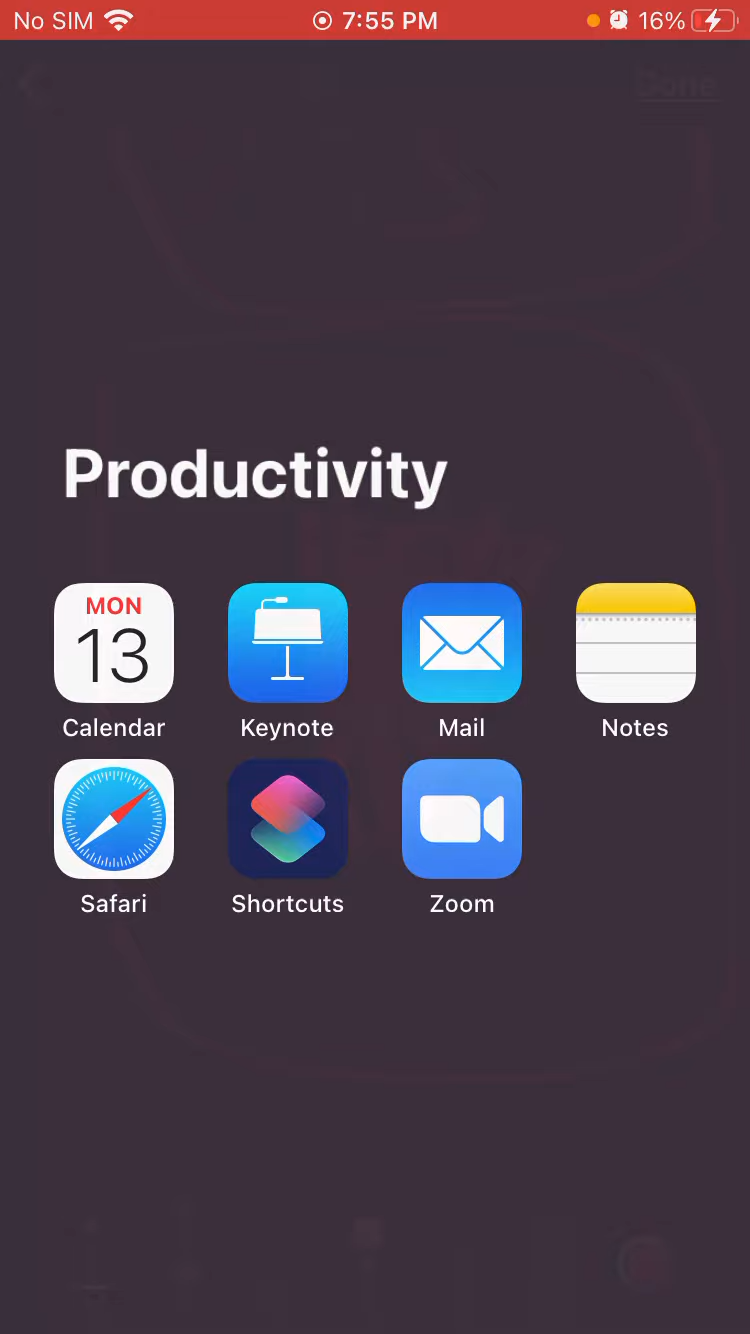 No SIM 7:55 PM 16%
Productivity
MON
13
Calendar Keynote Mail Notes
Safari Shortcuts Zoom